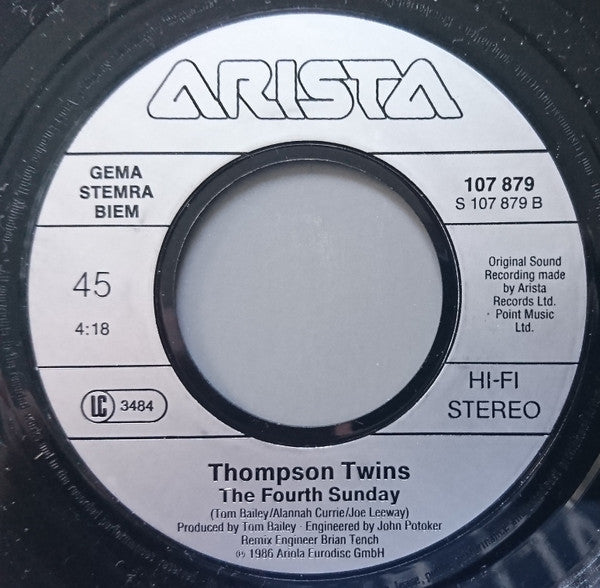 ARISTA
GEMA
STEMRA
BIEM
107 879
S 107 879 B
45
4:18
Original Sound
Recording made
by Arista
Records Ltd.
· Point Music
Ltd.
LC 3484
HI-FI
STEREO
Thompson Twins
The Fourth Sunday
(Tom Bailey/Alannah Currie/Joe Leeway)
Produced by Tom Bailey · Engineered by John Potoker
Remix Engineer Brian Tench
℗ 1986 Ariola Eurodisc GmbH